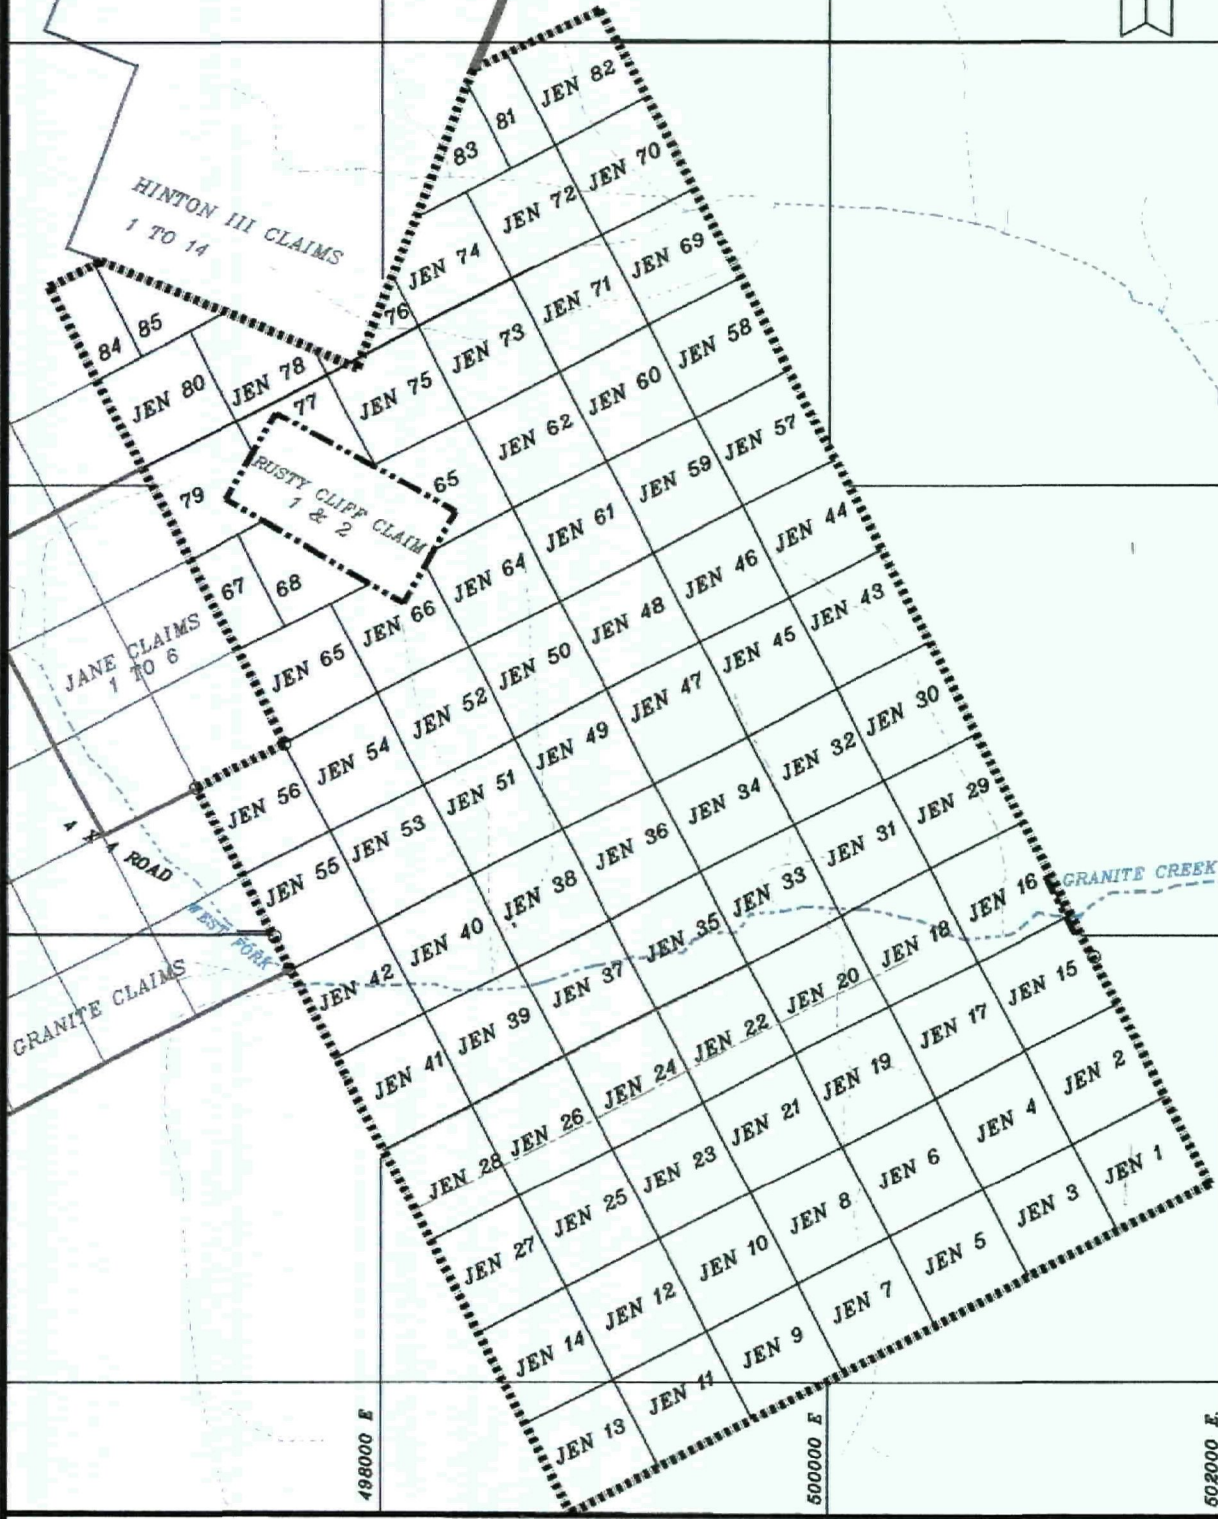 JEN 82
81
83
JEN 70
JEN 72
JEN 74
76
HINTON III CLAIMS
1 TO 14
84
85
JEN 80
JEN 78
77
JEN 69
JEN 71
JEN 73
JEN 75
65
79
RUSTY CLIFF CLAIM
1 & 2
JEN 58
JEN 60
JEN 62
JEN 57
JEN 59
JEN 61
JEN 64
JEN 66
67
68
JEN 65
JANE CLAIMS
1 TO 6
JEN 44
JEN 46
JEN 48
JEN 50
JEN 52
JEN 54
JEN 56
JEN 43
JEN 45
JEN 47
JEN 49
JEN 51
JEN 53
JEN 55
4 X 4 ROAD
WEST FORK
GRANITE CLAIMS
GRANITE CREEK
JEN 30
JEN 32
JEN 34
JEN 36
JEN 38
JEN 40
JEN 42
JEN 29
JEN 31
JEN 33
JEN 35
JEN 37
JEN 39
JEN 41
JEN 16
JEN 18
JEN 20
JEN 22
JEN 24
JEN 26
JEN 28
JEN 15
JEN 17
JEN 19
JEN 21
JEN 23
JEN 25
JEN 27
JEN 2
JEN 4
JEN 6
JEN 8
JEN 10
JEN 12
JEN 14
JEN 1
JEN 3
JEN 5
JEN 7
JEN 9
JEN 11
JEN 13
498000 E
500000 E
502000 E